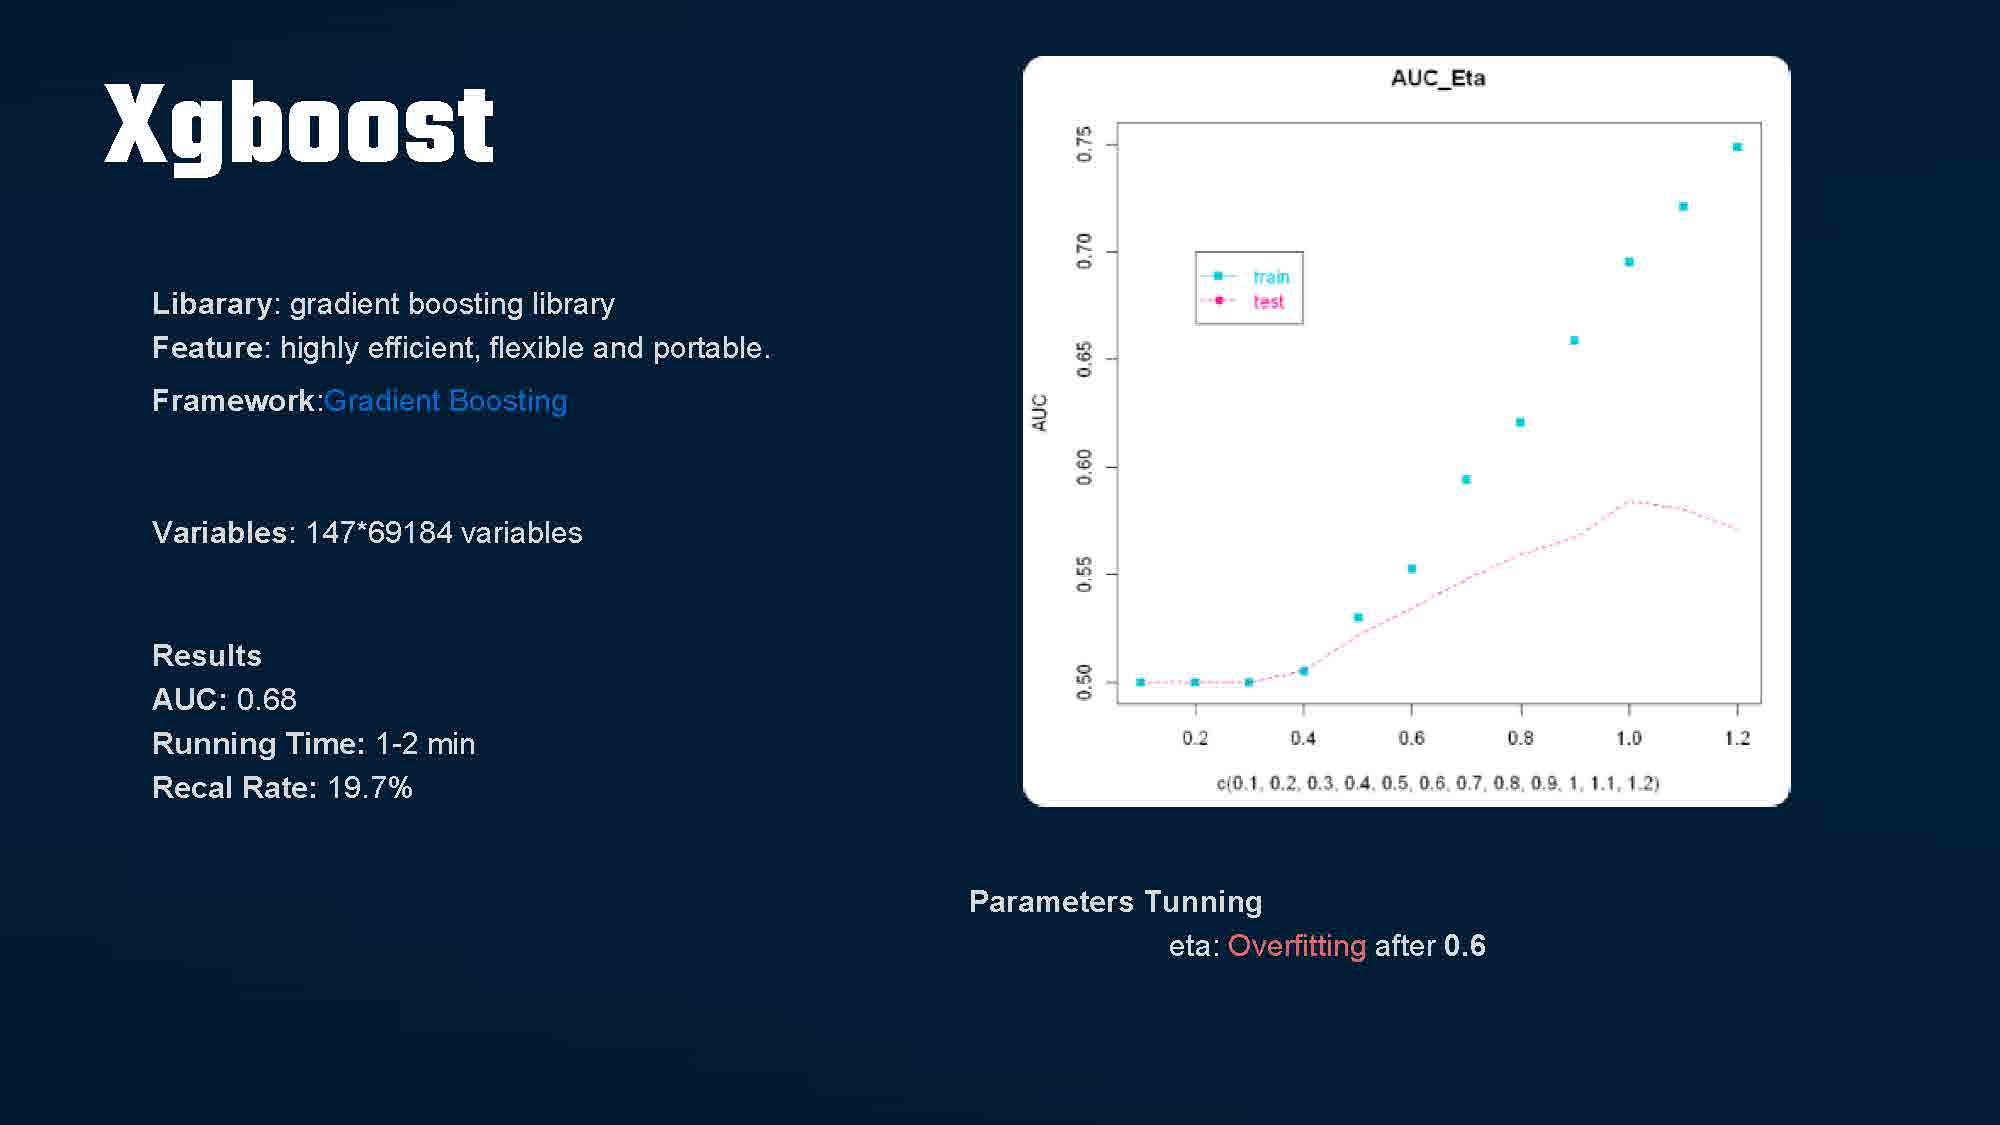 Xgboost
Libarary: gradient boosting library
Feature: highly efficient, flexible and portable.
Framework:Gradient Boosting
Variables: 147*69184 variables
Results
AUC: 0.68
Running Time: 1-2 min
Recal Rate: 19.7%
AUC_Eta
0.75
0.70
0.65
0.60
0.55
0.50
AUC
train
test
0.2 0.4 0.6 0.8 1.0 1.2
c(0.1, 0.2, 0.3, 0.4, 0.5, 0.6, 0.7, 0.8, 0.9, 1, 1.1, 1.2)
Parameters Tunning
eta: Overfitting after 0.6